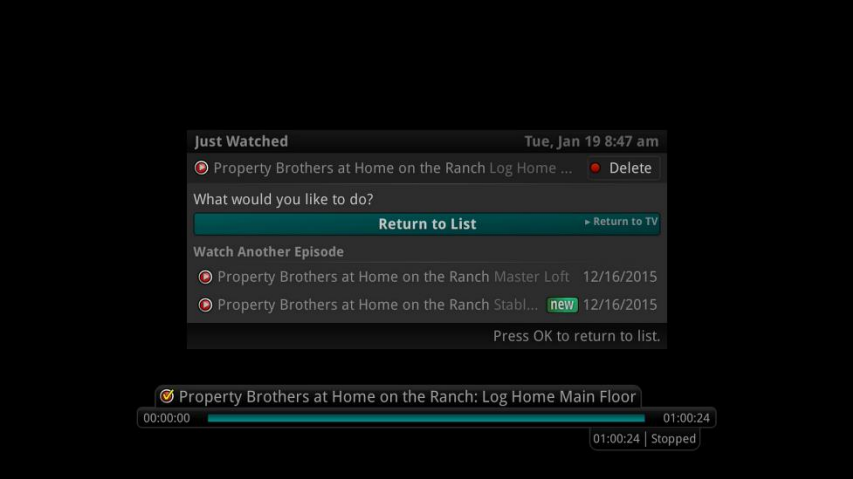 Just Watched Tue, Jan 19 8:47 am
Property Brothers at Home on the Ranch Log Home ... Delete
What would you like to do?
Return to List ▸ Return to TV
Watch Another Episode
Property Brothers at Home on the Ranch Master Loft 12/16/2015
Property Brothers at Home on the Ranch Stabl... new 12/16/2015
Press OK to return to list.
Property Brothers at Home on the Ranch: Log Home Main Floor
00:00:00 01:00:24
01:00:24 | Stopped